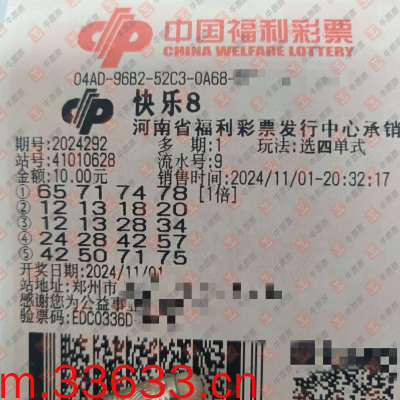 中国福利彩票
CHINA WELFARE LOTTERY
04AD-96B2-52C3-0A68-
快乐8
河南省福利彩票发行中心承销
期号:2024292 多期:1 玩法:选四单式
站号:41010628 流水号:9
金额:10.00元 销售时间:2024/11/01-20:32:17
① 65 71 74 78 [1倍]
② 12 13 18 20
③ 12 13 28 34
④ 24 28 42 57
⑤ 42 50 71 75
开奖日期:2024/11/01
站地址:郑州市
感谢您为公益事业
验票码:EDC0336D
m.33633.cn